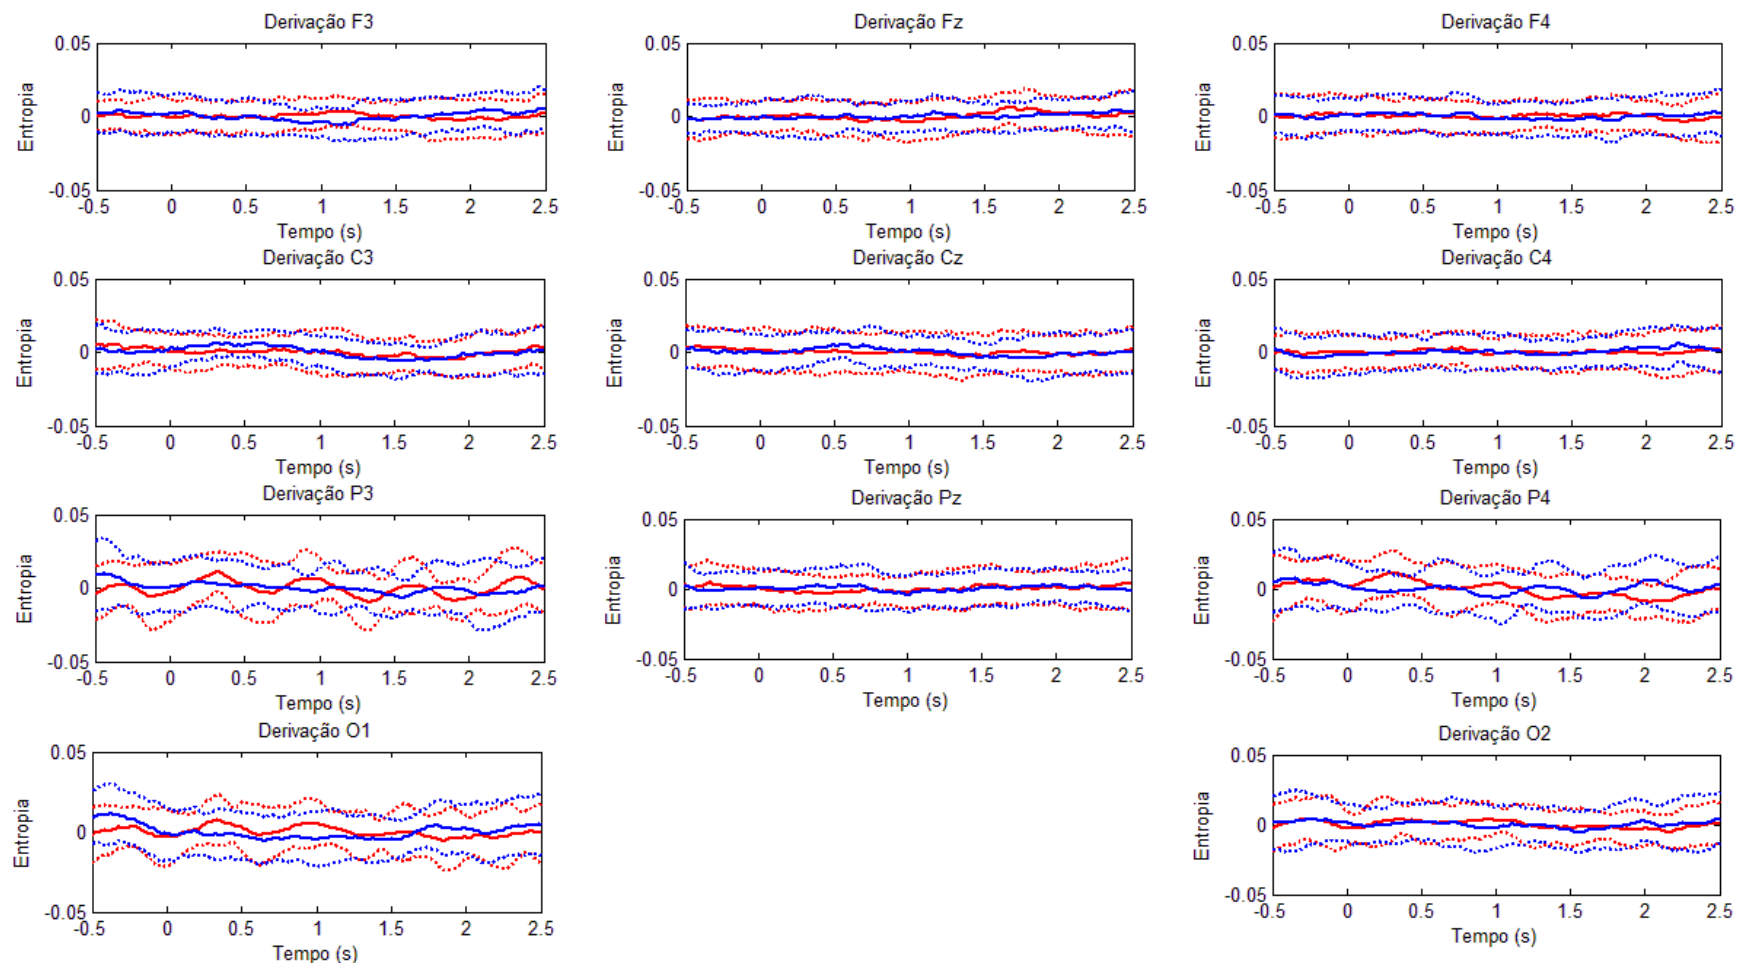 Derivação F3
0.05
0
-0.05
Entropia
-0.5 0 0.5 1 1.5 2 2.5
Tempo (s)
Derivação Fz
0.05
0
-0.05
Entropia
-0.5 0 0.5 1 1.5 2 2.5
Tempo (s)
Derivação F4
0.05
0
-0.05
Entropia
-0.5 0 0.5 1 1.5 2 2.5
Tempo (s)
Derivação C3
0.05
0
-0.05
Entropia
-0.5 0 0.5 1 1.5 2 2.5
Tempo (s)
Derivação Cz
0.05
0
-0.05
Entropia
-0.5 0 0.5 1 1.5 2 2.5
Tempo (s)
Derivação C4
0.05
0
-0.05
Entropia
-0.5 0 0.5 1 1.5 2 2.5
Tempo (s)
Derivação P3
0.05
0
-0.05
Entropia
-0.5 0 0.5 1 1.5 2 2.5
Tempo (s)
Derivação Pz
0.05
0
-0.05
Entropia
-0.5 0 0.5 1 1.5 2 2.5
Tempo (s)
Derivação P4
0.05
0
-0.05
Entropia
-0.5 0 0.5 1 1.5 2 2.5
Tempo (s)
Derivação O1
0.05
0
-0.05
Entropia
-0.5 0 0.5 1 1.5 2 2.5
Tempo (s)
Derivação O2
0.05
0
-0.05
Entropia
-0.5 0 0.5 1 1.5 2 2.5
Tempo (s)